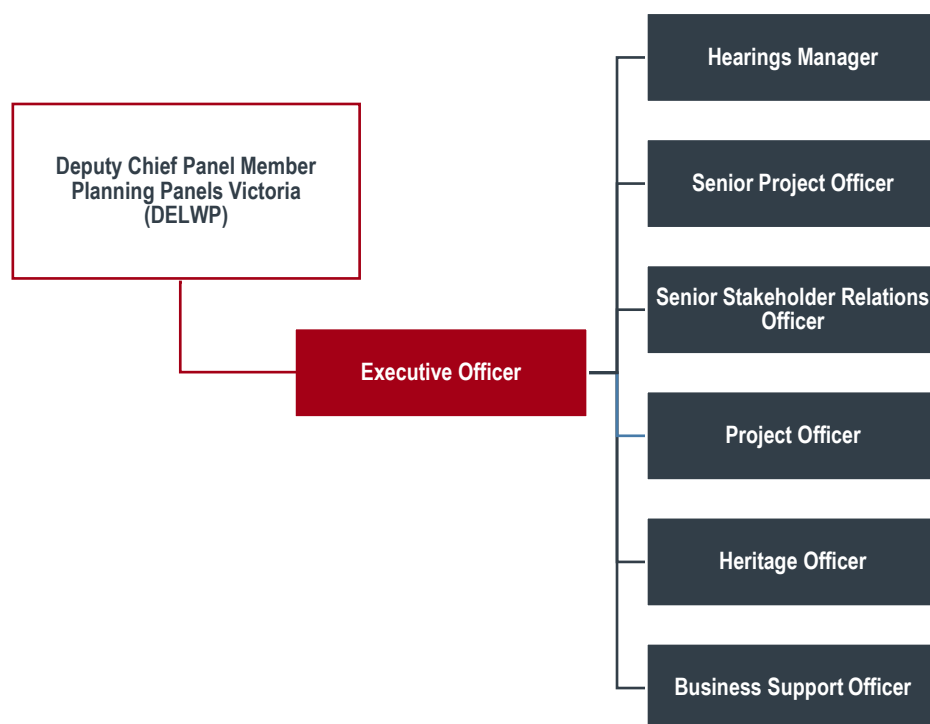 Deputy Chief Panel Member
Planning Panels Victoria
(DELWP)
Executive Officer
Hearings Manager
Senior Project Officer
Senior Stakeholder Relations
Officer
Project Officer
Heritage Officer
Business Support Officer